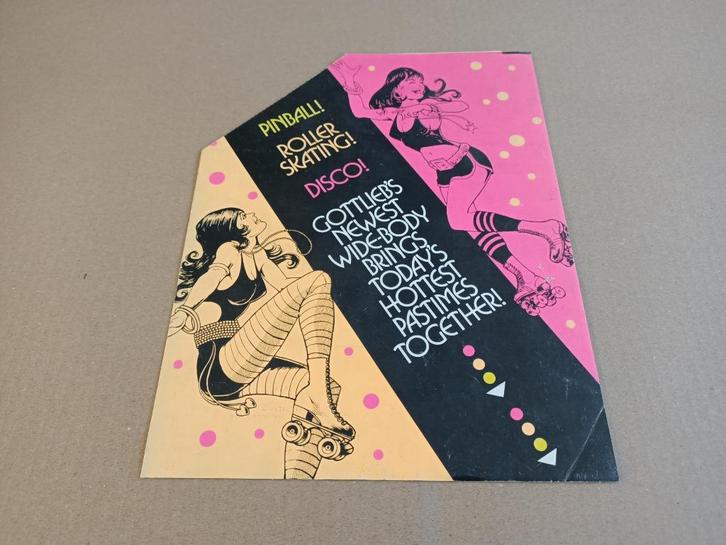 PINBALL!
ROLLER
SKATING!
DISCO!
GOTTLIEB'S
NEWEST
WIDE-BODY
BRINGS
TODAY'S
HOTTEST
PASTIMES
TOGETHER!